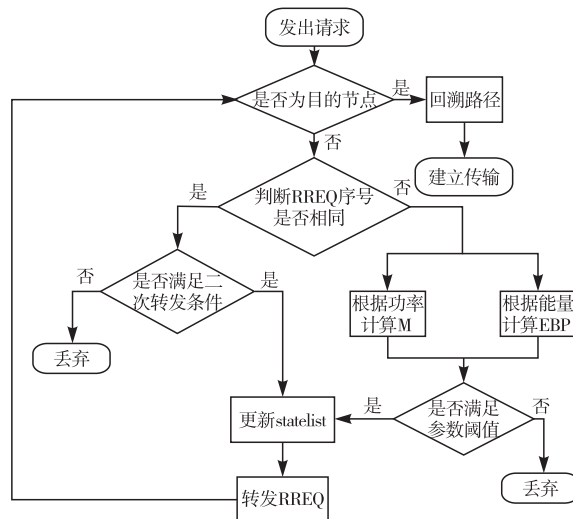 发出请求
是否为目的节点
是
回溯路径
建立传输
否
判断RREQ序号
是否相同
是
否
是否满足二
次转发条件
否
是
丢弃
根据功率
计算M
根据能量
计算EBP
是否满足
参数阈值
是
否
更新statelist
丢弃
转发RREQ